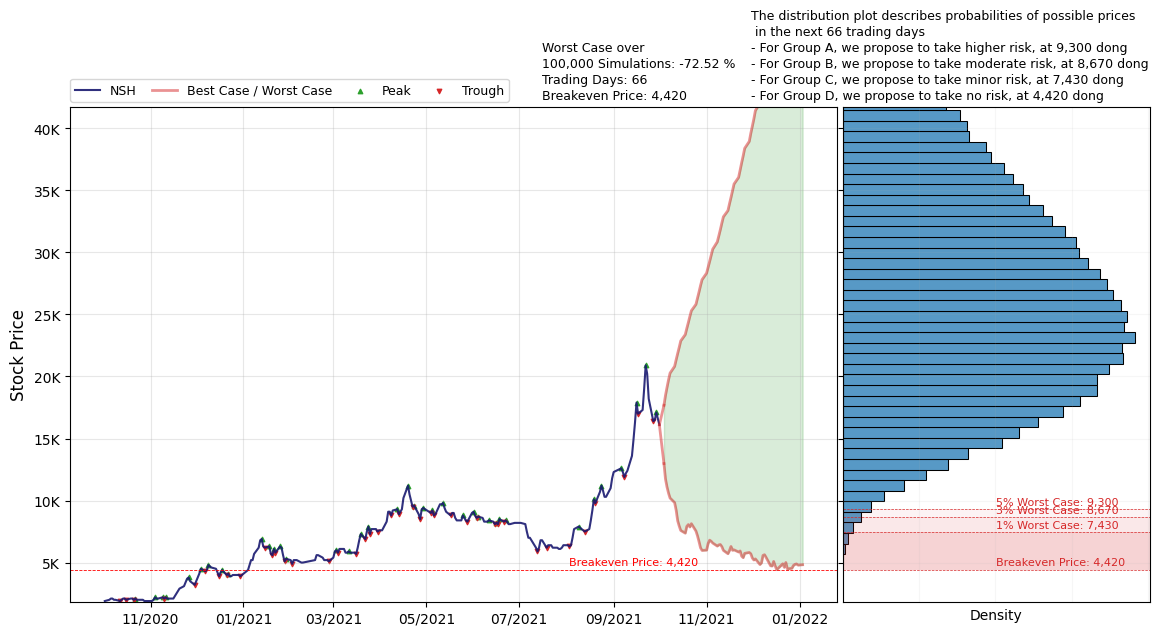 The distribution plot describes probabilities of possible prices
in the next 66 trading days
- For Group A, we propose to take higher risk, at 9,300 dong
- For Group B, we propose to take moderate risk, at 8,670 dong
- For Group C, we propose to take minor risk, at 7,430 dong
- For Group D, we propose to take no risk, at 4,420 dong
Worst Case over
100,000 Simulations: -72.52 %
Trading Days: 66
Breakeven Price: 4,420
NSH
Best Case / Worst Case
Peak
Trough
Stock Price
40K
35K
30K
25K
20K
15K
10K
5K
Breakeven Price: 4,420
11/2020
01/2021
03/2021
05/2021
07/2021
09/2021
11/2021
01/2022
5% Worst Case: 9,300
3% Worst Case: 8,670
1% Worst Case: 7,430
Breakeven Price: 4,420
Density